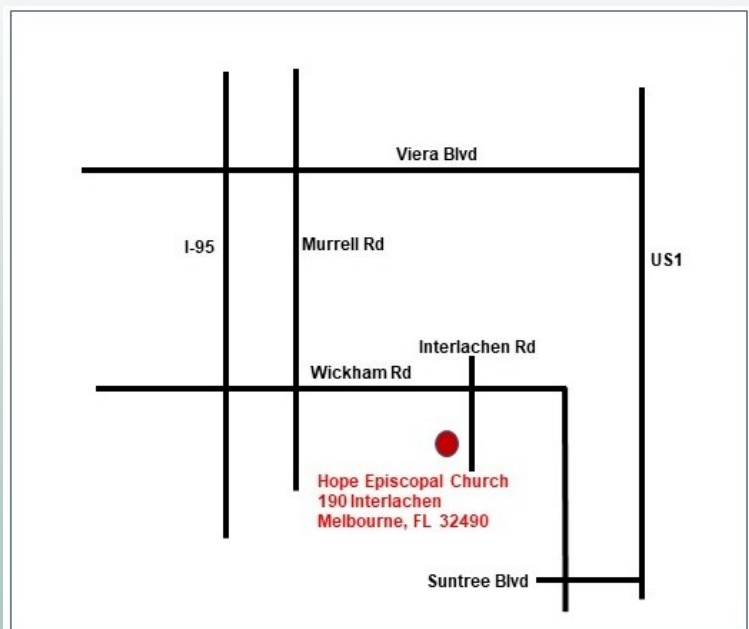 Viera Blvd
I-95
Murrell Rd
US1
Interlachen Rd
Wickham Rd
Hope Episcopal Church
190 Interlachen
Melbourne, FL 32490
Suntree Blvd